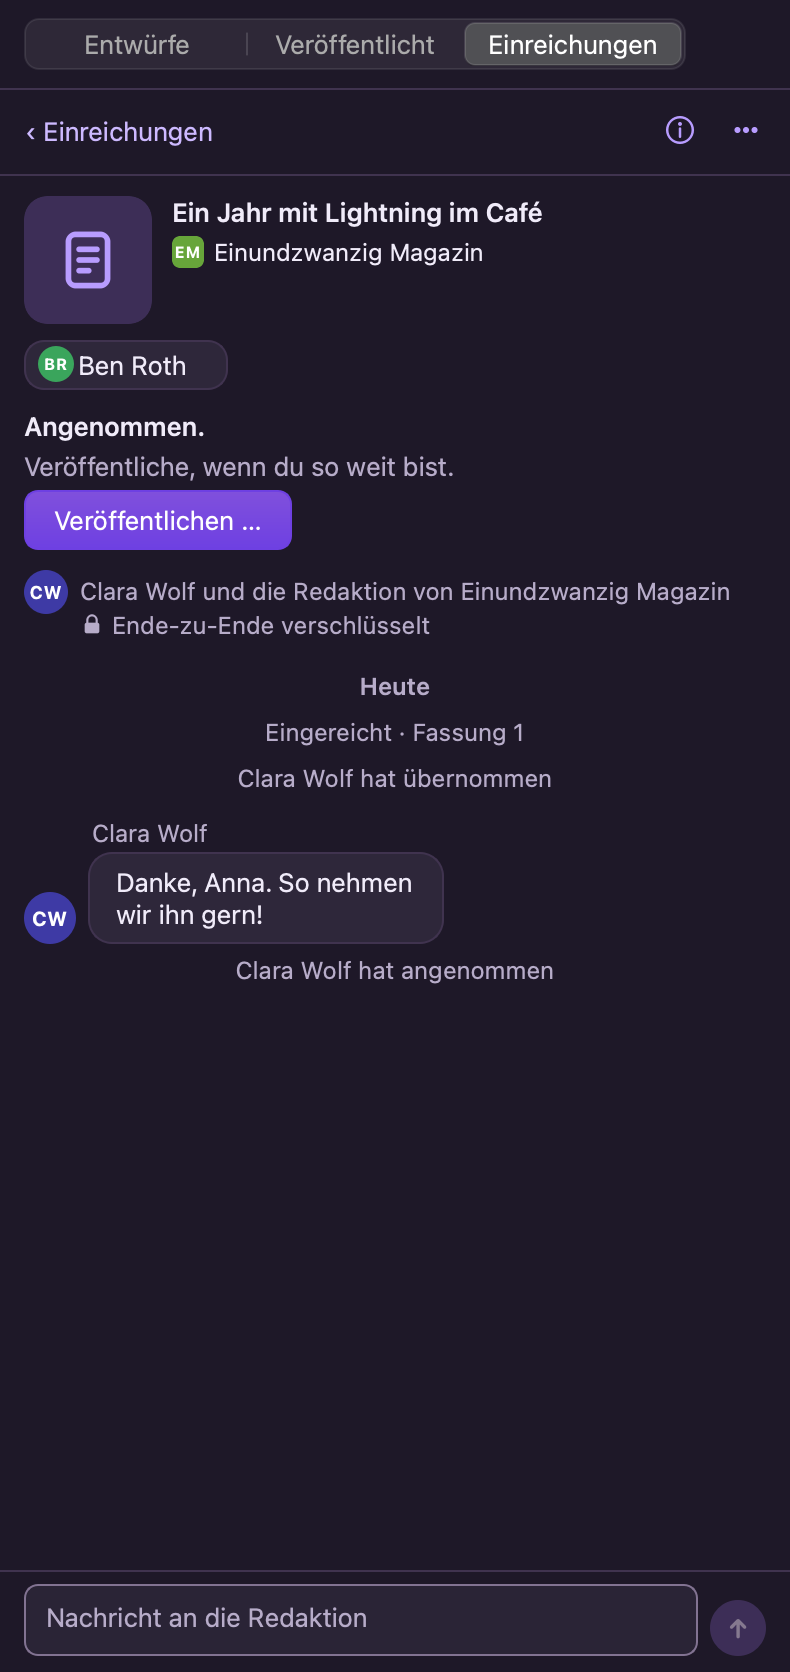 Entwürfe
Veröffentlicht
Einreichungen
‹ Einreichungen
Ein Jahr mit Lightning im Café
EM Einundzwanzig Magazin
BR Ben Roth
Angenommen.
Veröffentliche, wenn du so weit bist.
Veröffentlichen ...
CW Clara Wolf und die Redaktion von Einundzwanzig Magazin
Ende-zu-Ende verschlüsselt
Heute
Eingereicht · Fassung 1
Clara Wolf hat übernommen
Clara Wolf
Danke, Anna. So nehmen
wir ihn gern!
CW
Clara Wolf hat angenommen
Nachricht an die Redaktion